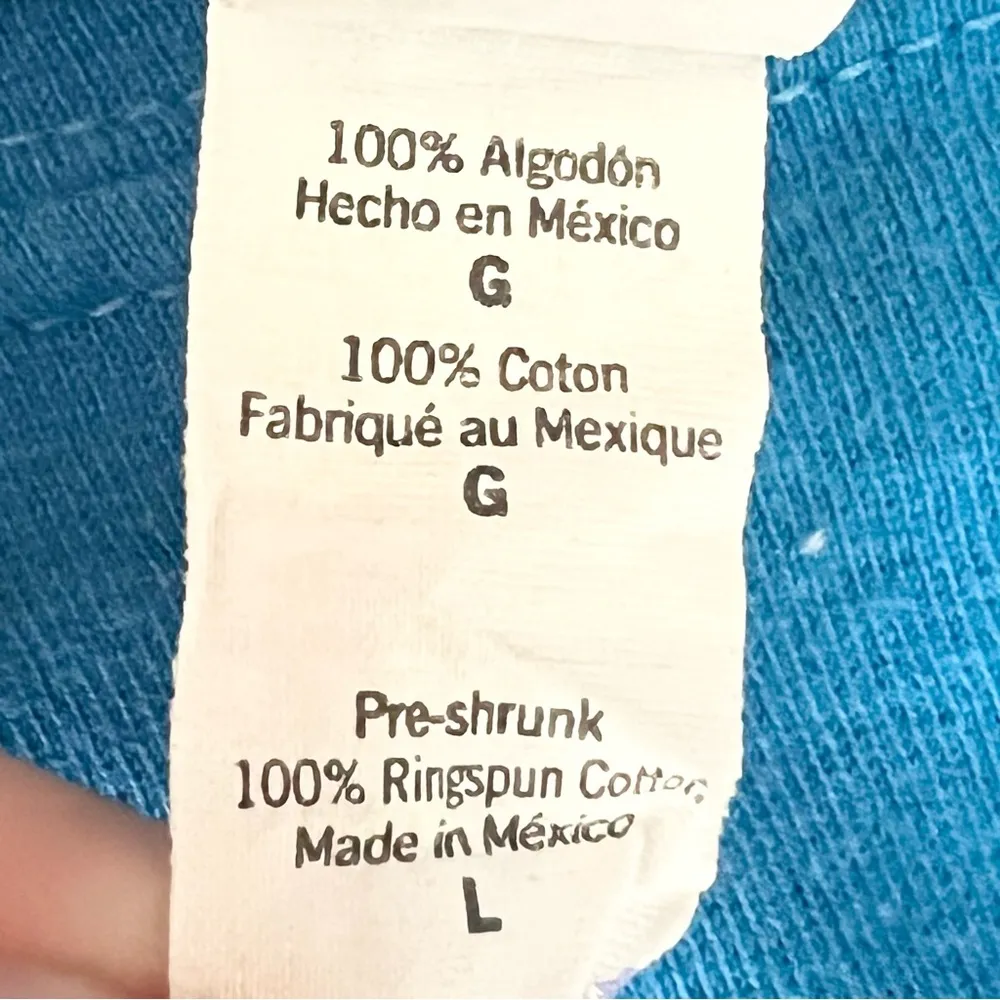 100% Algodón
Hecho en México
G
100% Coton
Fabriqué au Mexique
G
Pre-shrunk
100% Ringspun Cotton
Made in México
L